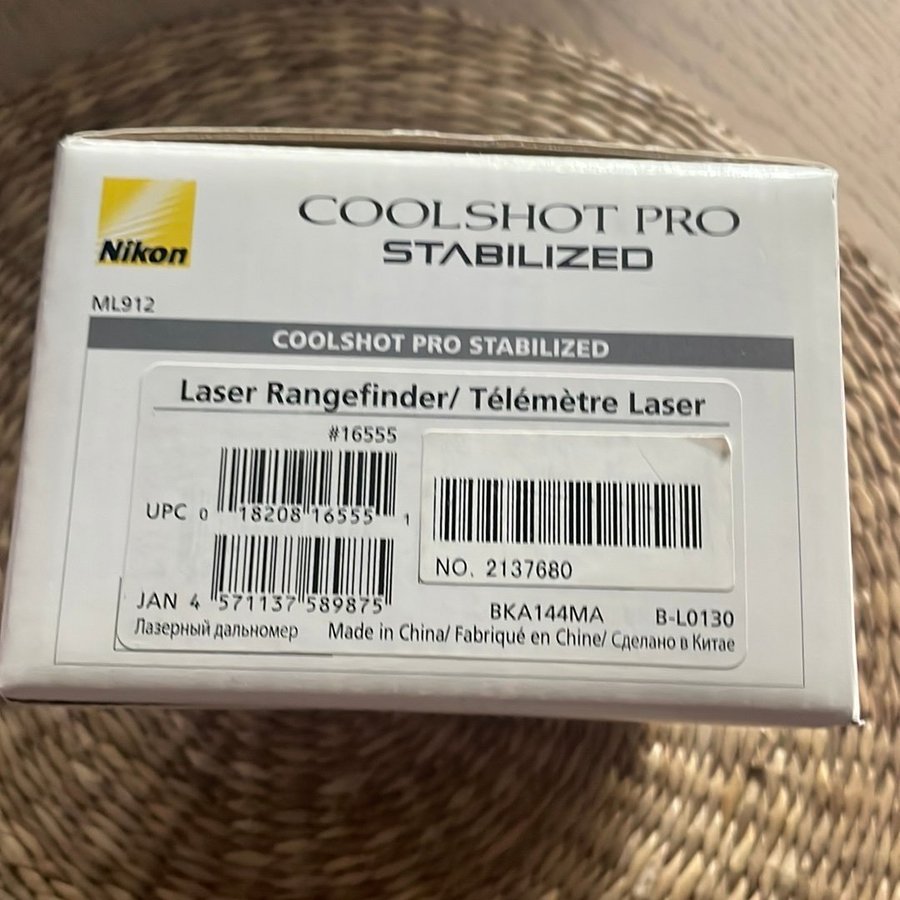 Nikon
COOLSHOT PRO
STABILIZED
ML912
COOLSHOT PRO STABILIZED
Laser Rangefinder/ Télémètre Laser
#16555
UPC 0 18208 16555 1
NO. 2137680
JAN 4 571137 589875
BKA144MA B-L0130
Лазерный дальномер Made in China/ Fabriqué en Chine/ Сделано в Китае